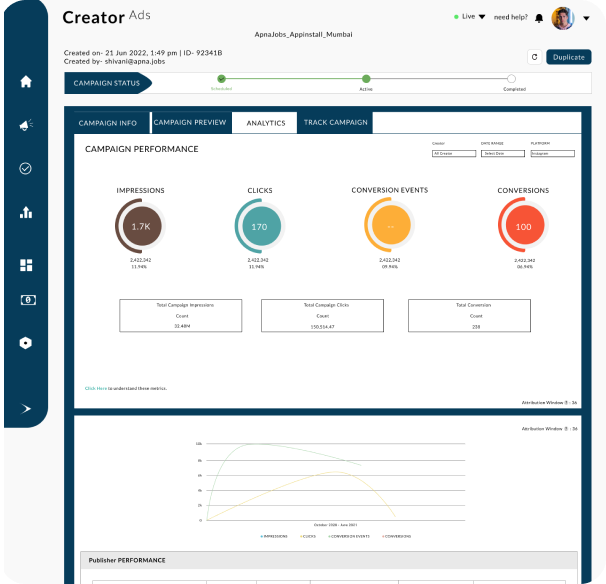 Creator Ads
Live
need help?
ApnaJobs_Appinstall_Mumbai
Created on- 21 Jun 2022, 1:49 pm | ID- 92341B
Created by- shivani@apna.jobs
Duplicate
CAMPAIGN STATUS
Scheduled
Active
Completed
CAMPAIGN INFO
CAMPAIGN PREVIEW
ANALYTICS
TRACK CAMPAIGN
CAMPAIGN PERFORMANCE
Creator
DATE RANGE
PLATFORM
All Creator
Select Date
Instagram
IMPRESSIONS
CLICKS
CONVERSION EVENTS
CONVERSIONS
1.7K
170
--
100
2,422,342
2,422,342
2,422,342
2,422,342
11.94%
11.94%
09.94%
06.94%
Total Campaign Impressions
Total Campaign Clicks
Total Conversion
Count
Count
Count
32.48M
150,514.47
238
Click Here to understand these metrics.
Attribution Window ? : 36
Attribution Window ? : 36
10k
8k
6k
4k
2k
0
October 2020 - June 2021
IMPRESSIONS
CLICKS
CONVERSION EVENTS
CONVERSIONS
Publisher PERFORMANCE